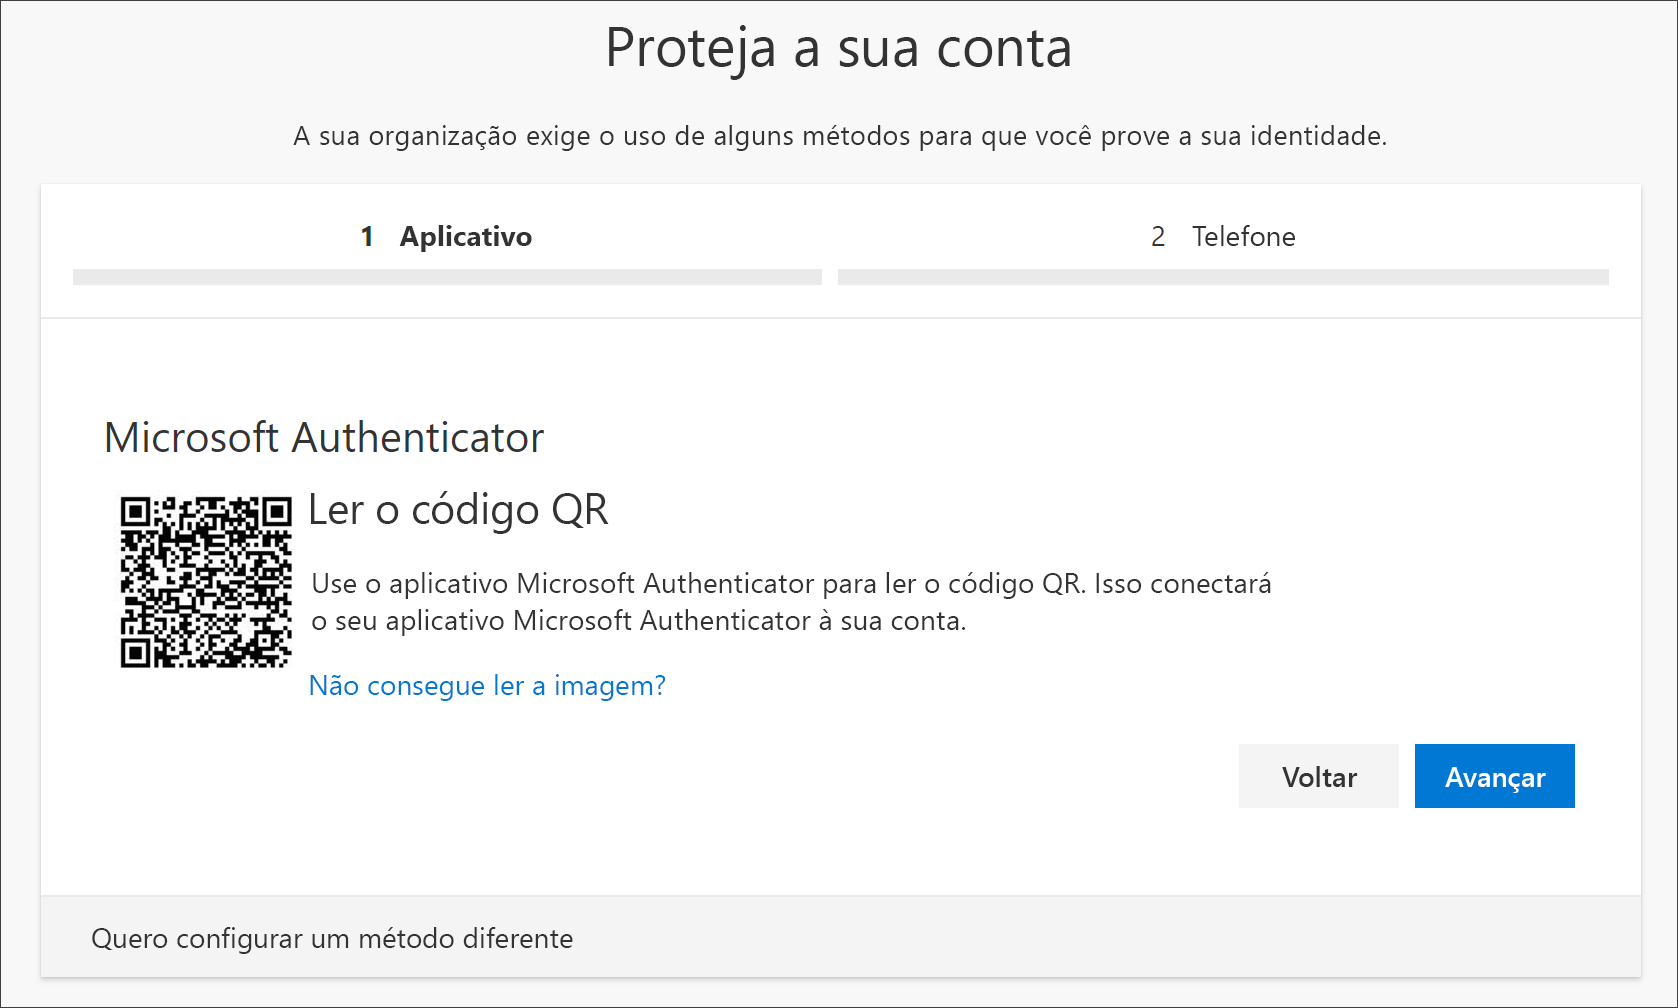 Proteja a sua conta
A sua organização exige o uso de alguns métodos para que você prove a sua identidade.
1 Aplicativo
2 Telefone
Microsoft Authenticator
Ler o código QR
Use o aplicativo Microsoft Authenticator para ler o código QR. Isso conectará
o seu aplicativo Microsoft Authenticator à sua conta.
Não consegue ler a imagem?
Voltar
Avançar
Quero configurar um método diferente